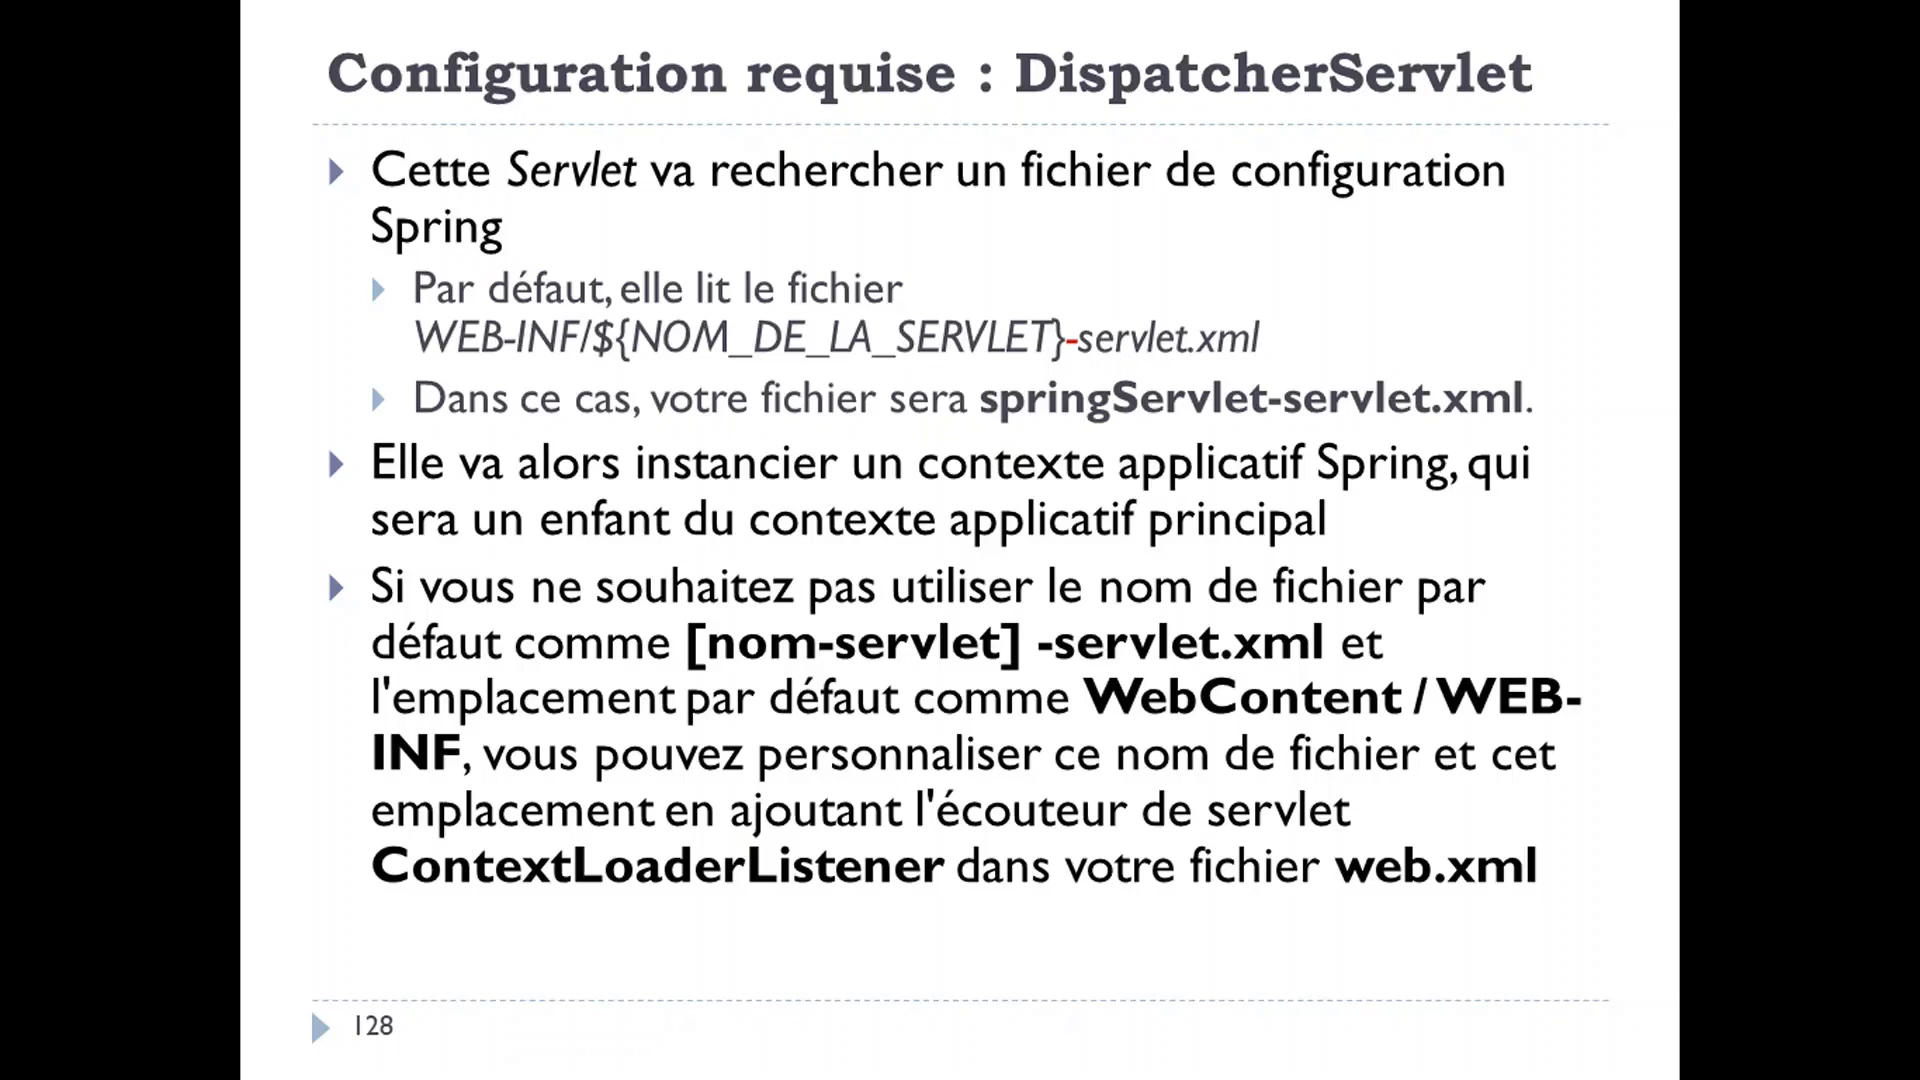 Configuration requise : DispatcherServlet
Cette Servlet va rechercher un fichier de configuration
Spring
Par défaut, elle lit le fichier
WEB-INF/${NOM_DE_LA_SERVLET}-servlet.xml
Dans ce cas, votre fichier sera springServlet-servlet.xml.
Elle va alors instancier un contexte applicatif Spring, qui
sera un enfant du contexte applicatif principal
Si vous ne souhaitez pas utiliser le nom de fichier par
défaut comme [nom-servlet] -servlet.xml et
l'emplacement par défaut comme WebContent / WEB-
INF, vous pouvez personnaliser ce nom de fichier et cet
emplacement en ajoutant l'écouteur de servlet
ContextLoaderListener dans votre fichier web.xml
128